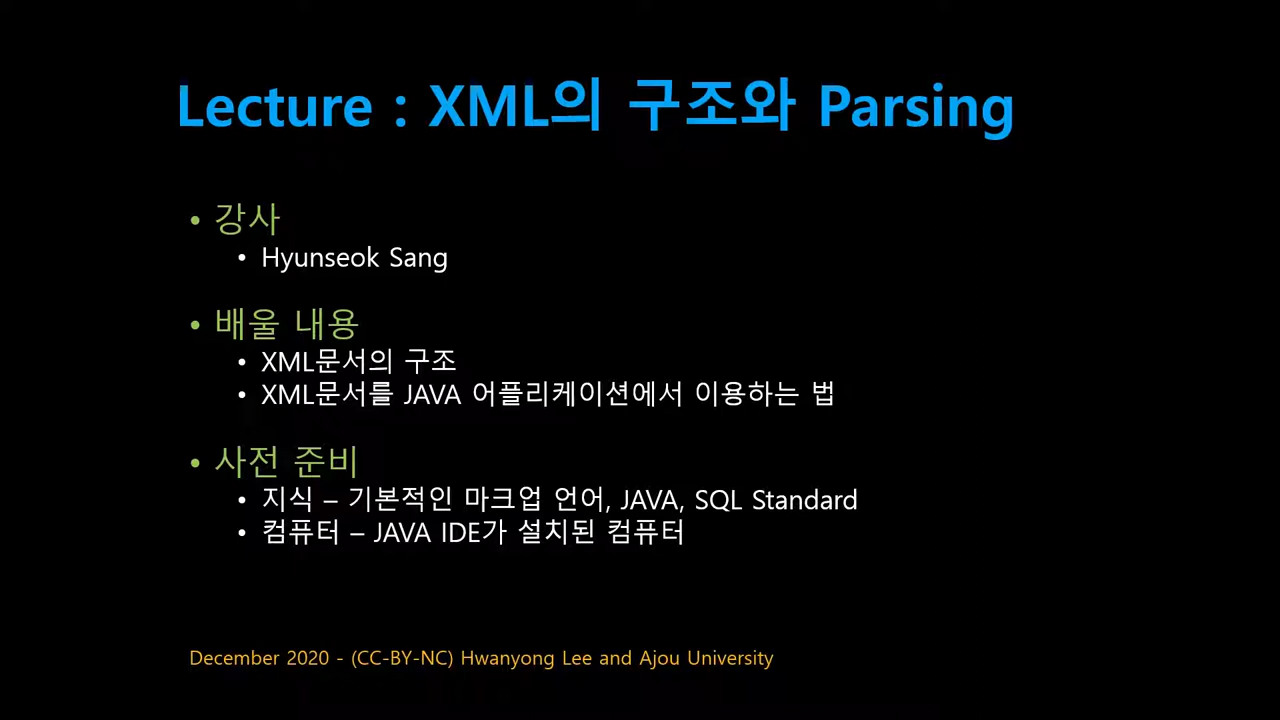 Lecture : XML의 구조와 Parsing
• 강사
• Hyunseok Sang
• 배울 내용
• XML문서의 구조
• XML문서를 JAVA 어플리케이션에서 이용하는 법
• 사전 준비
• 지식 – 기본적인 마크업 언어, JAVA, SQL Standard
• 컴퓨터 – JAVA IDE가 설치된 컴퓨터
December 2020 - (CC-BY-NC) Hwanyong Lee and Ajou University